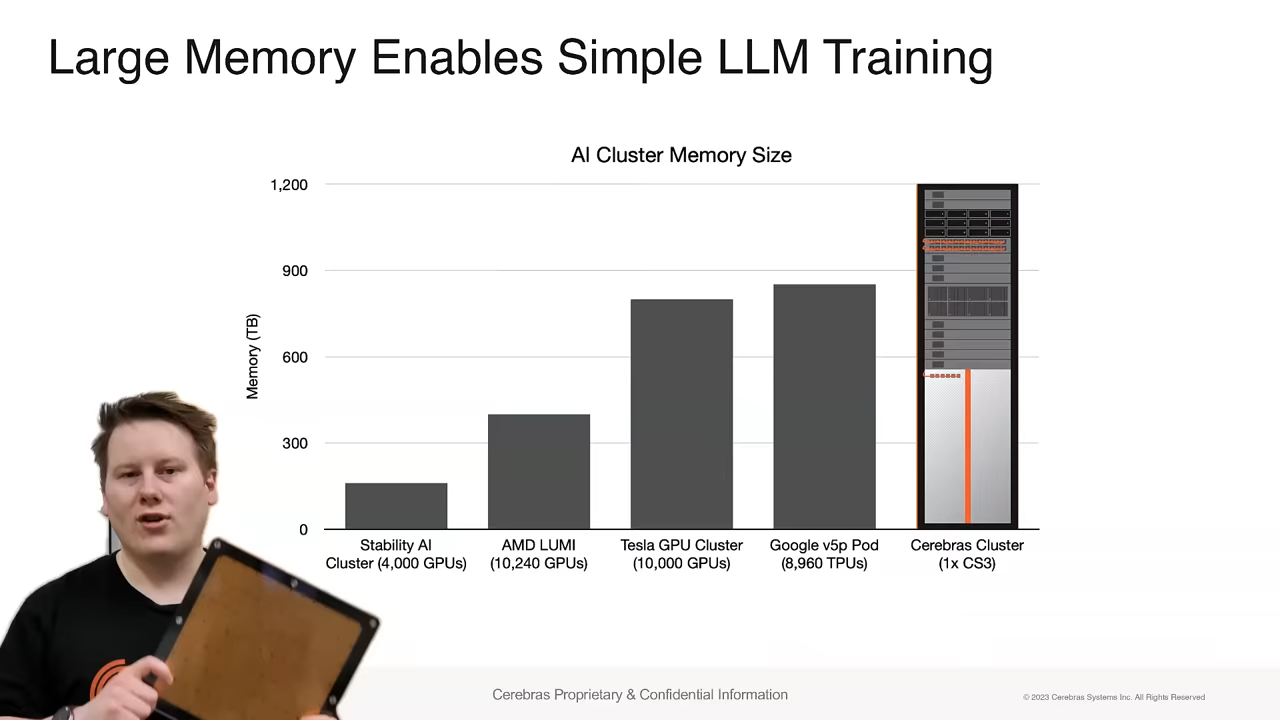 Large Memory Enables Simple LLM Training
AI Cluster Memory Size
1,200
900
600
300
0
Memory (TB)
Stability AI
Cluster (4,000 GPUs)
AMD LUMI
(10,240 GPUs)
Tesla GPU Cluster
(10,000 GPUs)
Google v5p Pod
(8,960 TPUs)
Cerebras Cluster
(1x CS3)
Cerebras Proprietary & Confidential Information
© 2023 Cerebras Systems Inc. All Rights Reserved